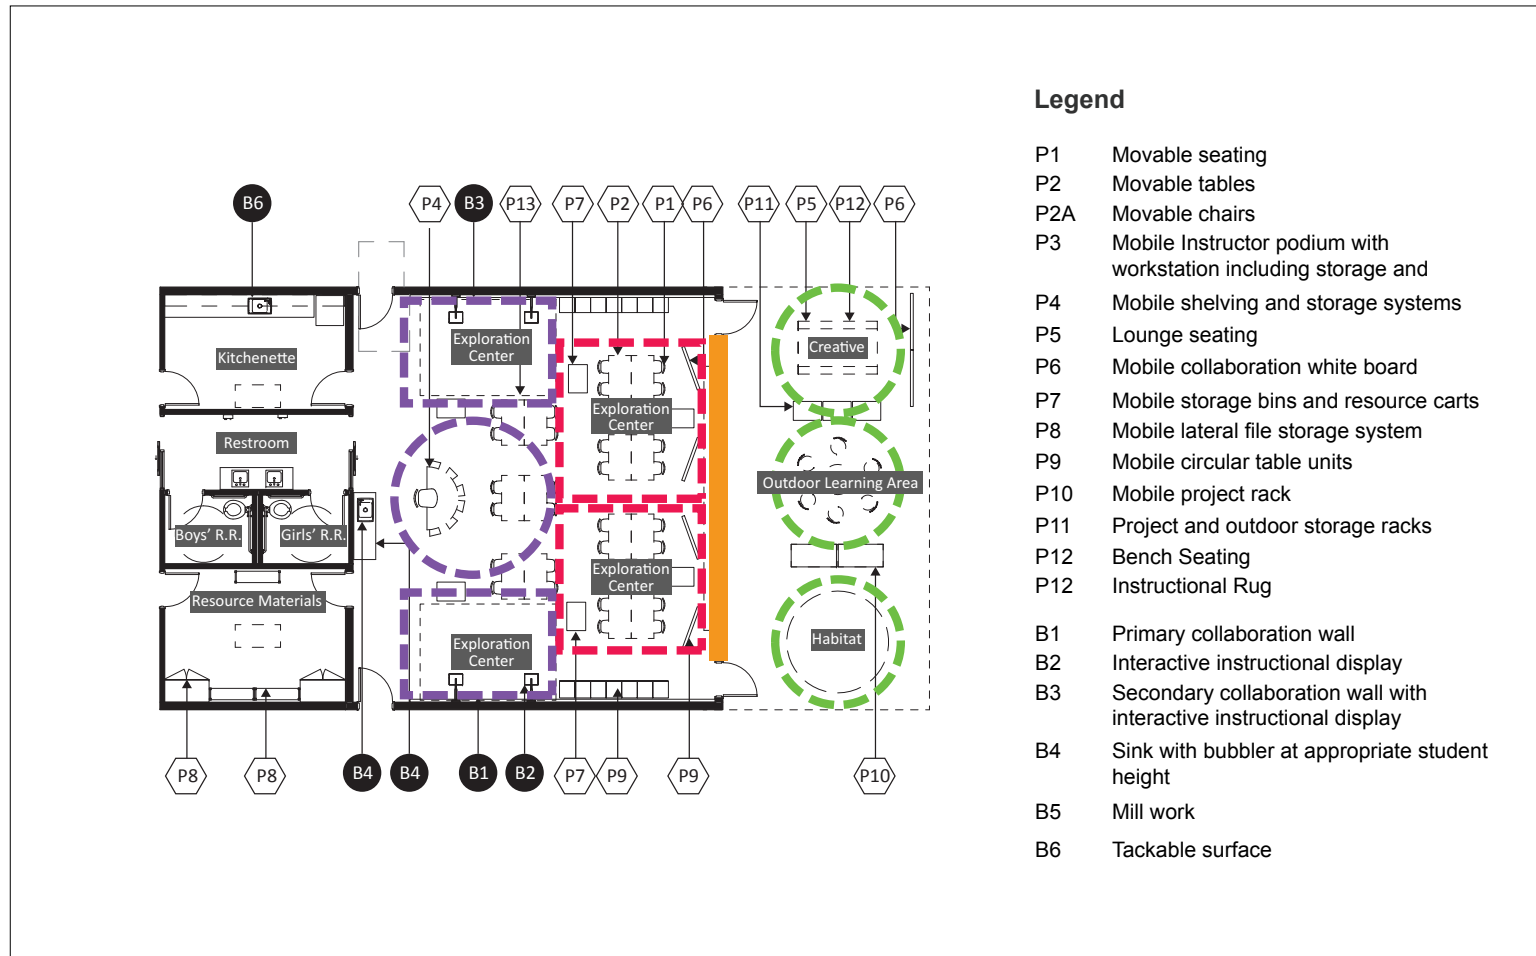 Legend
P1 Movable seating
P2 Movable tables
P2A Movable chairs
P3 Mobile Instructor podium with
workstation including storage and
P4 Mobile shelving and storage systems
P5 Lounge seating
P6 Mobile collaboration white board
P7 Mobile storage bins and resource carts
P8 Mobile lateral file storage system
P9 Mobile circular table units
P10 Mobile project rack
P11 Project and outdoor storage racks
P12 Bench Seating
P12 Instructional Rug
B1 Primary collaboration wall
B2 Interactive instructional display
B3 Secondary collaboration wall with
interactive instructional display
B4 Sink with bubbler at appropriate student
height
B5 Mill work
B6 Tackable surface
B6 P4 B3 P13 P7 P2 P1 P6 P11 P5 P12 P6
Kitchenette
Exploration
Center
Creative
Exploration
Center
Restroom
Outdoor Learning Area
Boys' R.R. Girls' R.R.
Exploration
Center
Resource Materials
Exploration
Center
Habitat
P8 P8 B4 B4 B1 B2 P7 P9 P9 P10